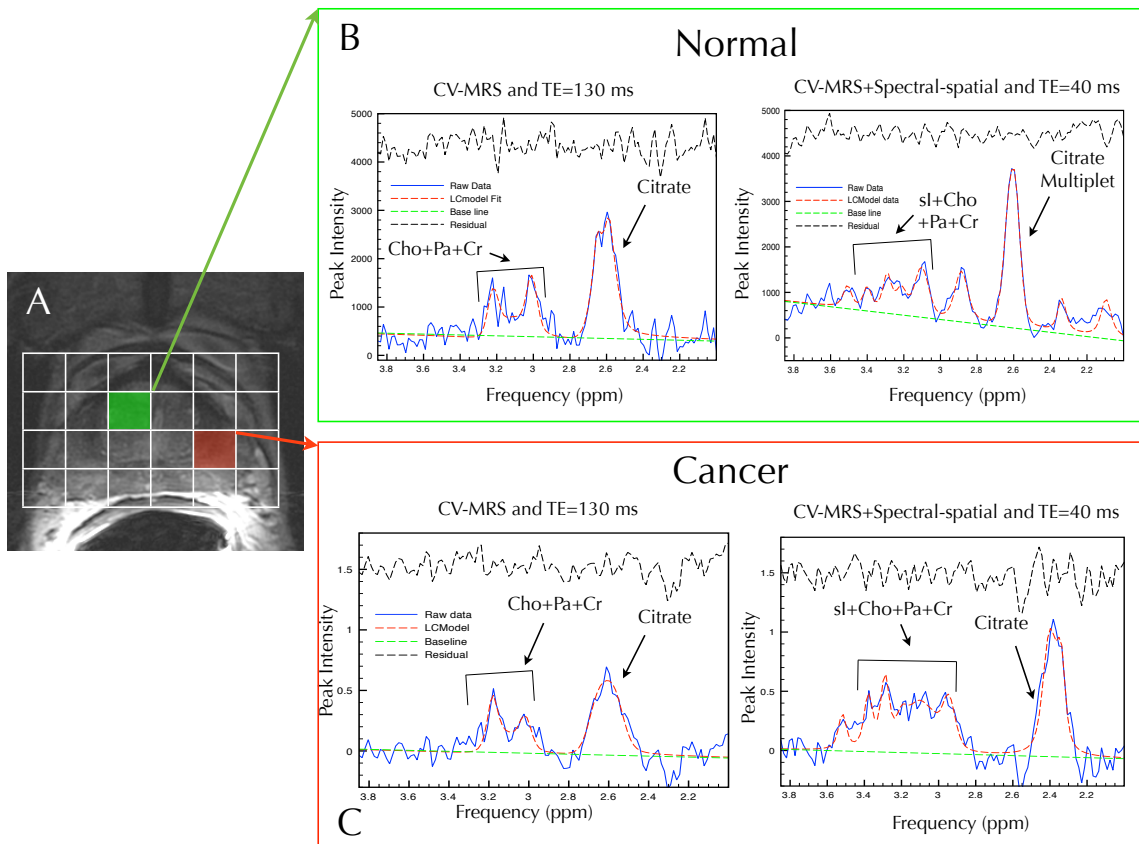 A
B
Normal
CV-MRS and TE=130 ms
5000
4000
3000
2000
1000
0
Peak Intensity
Raw Data
LCmodel Fit
Base line
Residual
Cho+Pa+Cr
Citrate
3.8 3.6 3.4 3.2 3.0 2.8 2.6 2.4 2.2
Frequency (ppm)
CV-MRS+Spectral-spatial and TE=40 ms
5000
4000
3000
2000
1000
0
Peak Intensity
Raw Data
LCModel data
Base line
Residual
sI+Cho
+Pa+Cr
Citrate
Multiplet
3.8 3.6 3.4 3.2 3.0 2.8 2.6 2.4 2.2
Frequency (ppm)
Cancer
CV-MRS and TE=130 ms
1.5
1
0.5
0
Peak Intensity
Raw data
LCModel
Baseline
Residual
Cho+Pa+Cr
Citrate
3.8 3.6 3.4 3.2 3 2.8 2.6 2.4 2.2
Frequency (ppm)
CV-MRS+Spectral-spatial and TE=40 ms
1.5
1
0.5
0
Peak Intensity
sI+Cho+Pa+Cr
Citrate
3.8 3.6 3.4 3.2 3 2.8 2.6 2.4 2.2
Frequency (ppm)
C